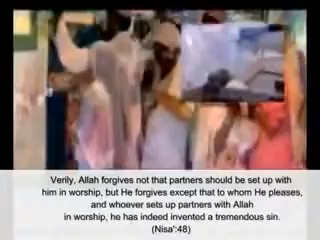 Verily, Allah forgives not that partners should be set up with
him in worship, but He forgives except that to whom He pleases,
and whoever sets up partners with Allah
in worship, he has indeed invented a tremendous sin.
(Nisa':48)